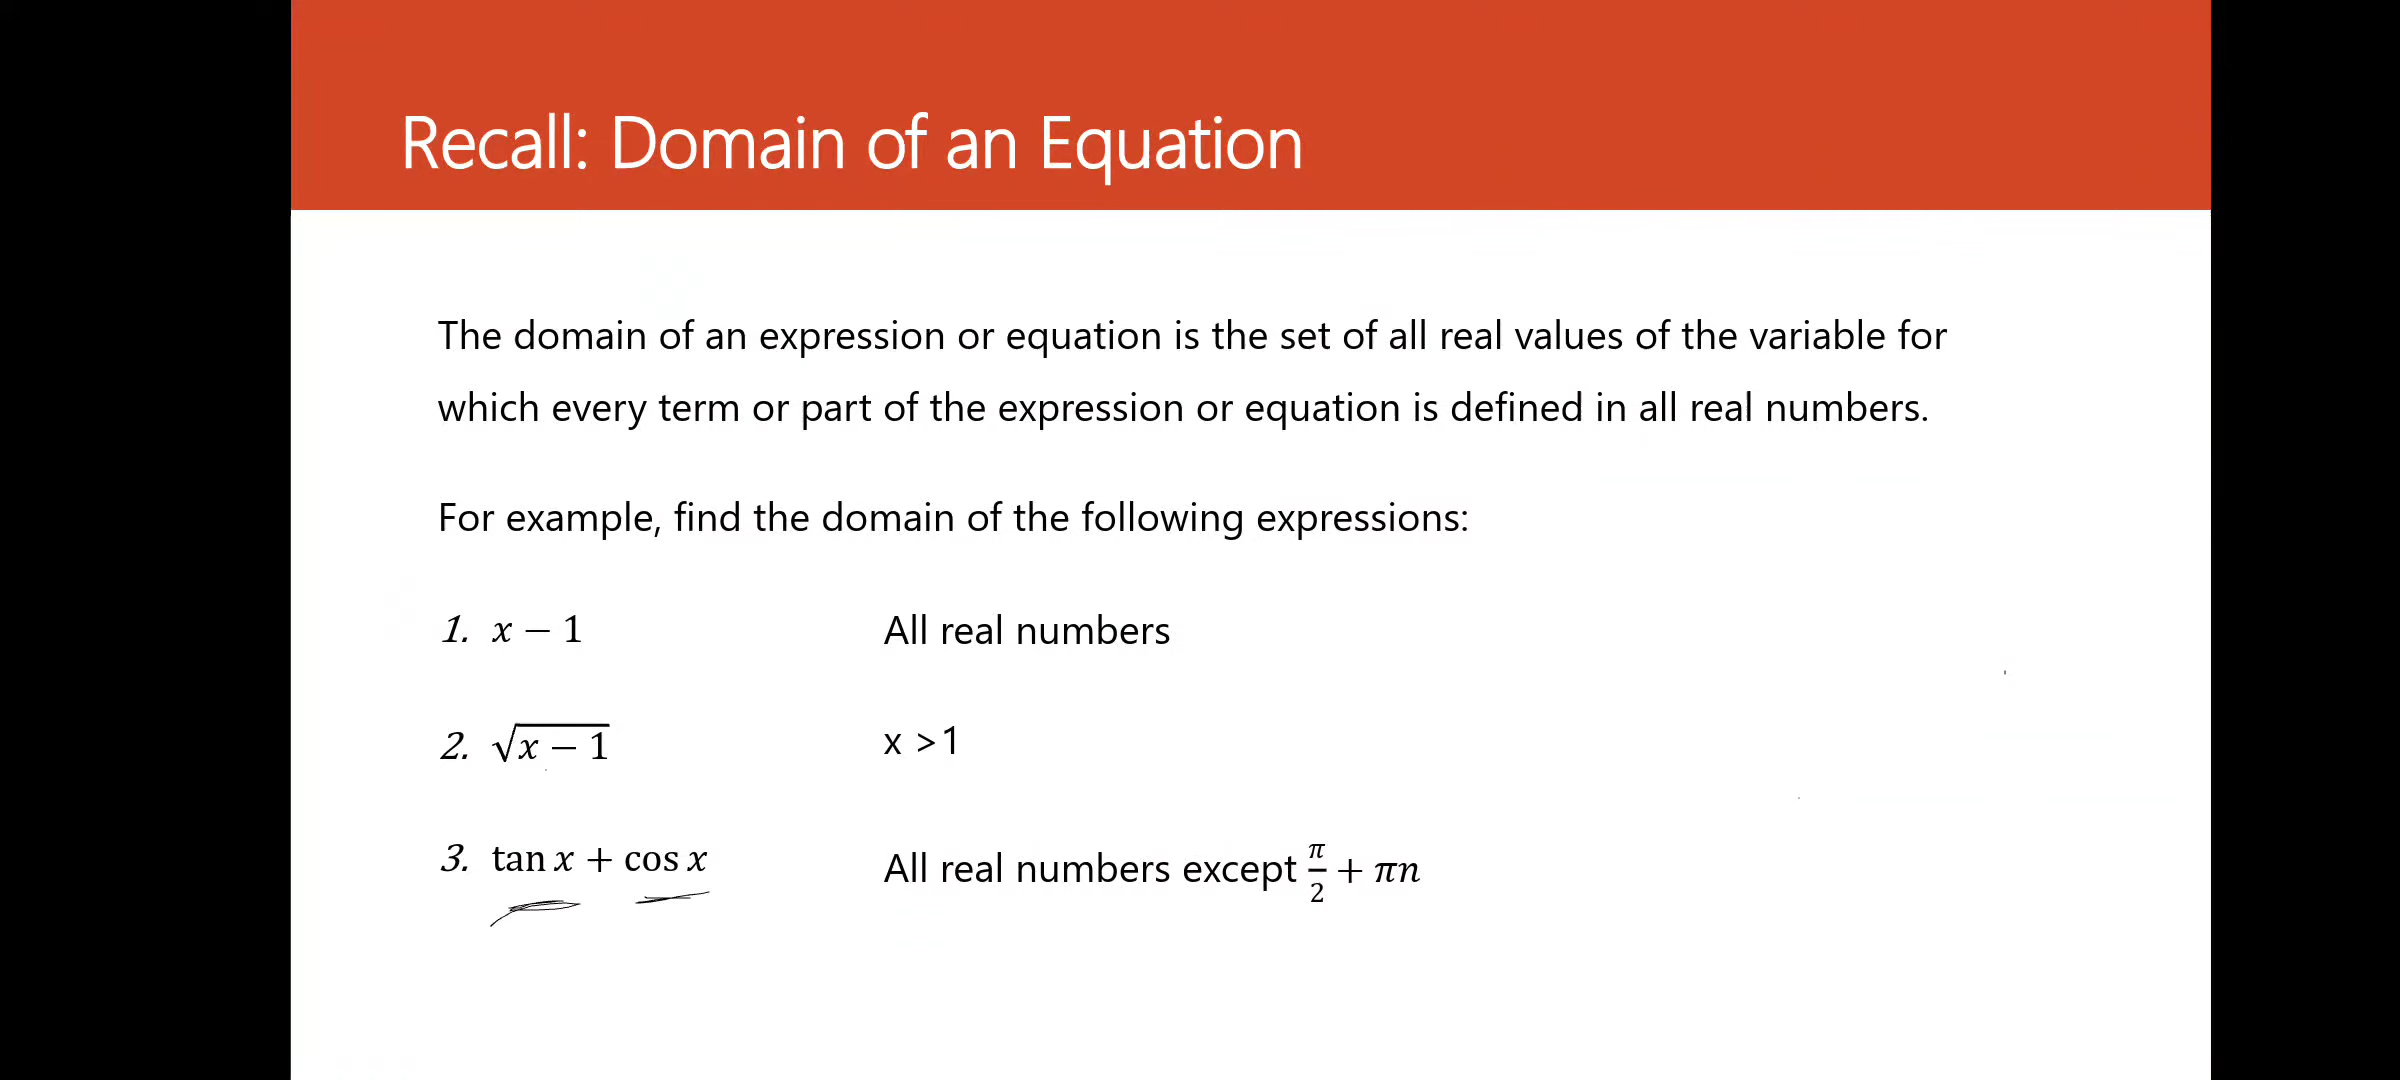 Recall: Domain of an Equation
The domain of an expression or equation is the set of all real values of the variable for
which every term or part of the expression or equation is defined in all real numbers.
For example, find the domain of the following expressions:
1. x − 1 All real numbers
2. √(x − 1) x >1
3. tan x + cos x All real numbers except π/2 + πn